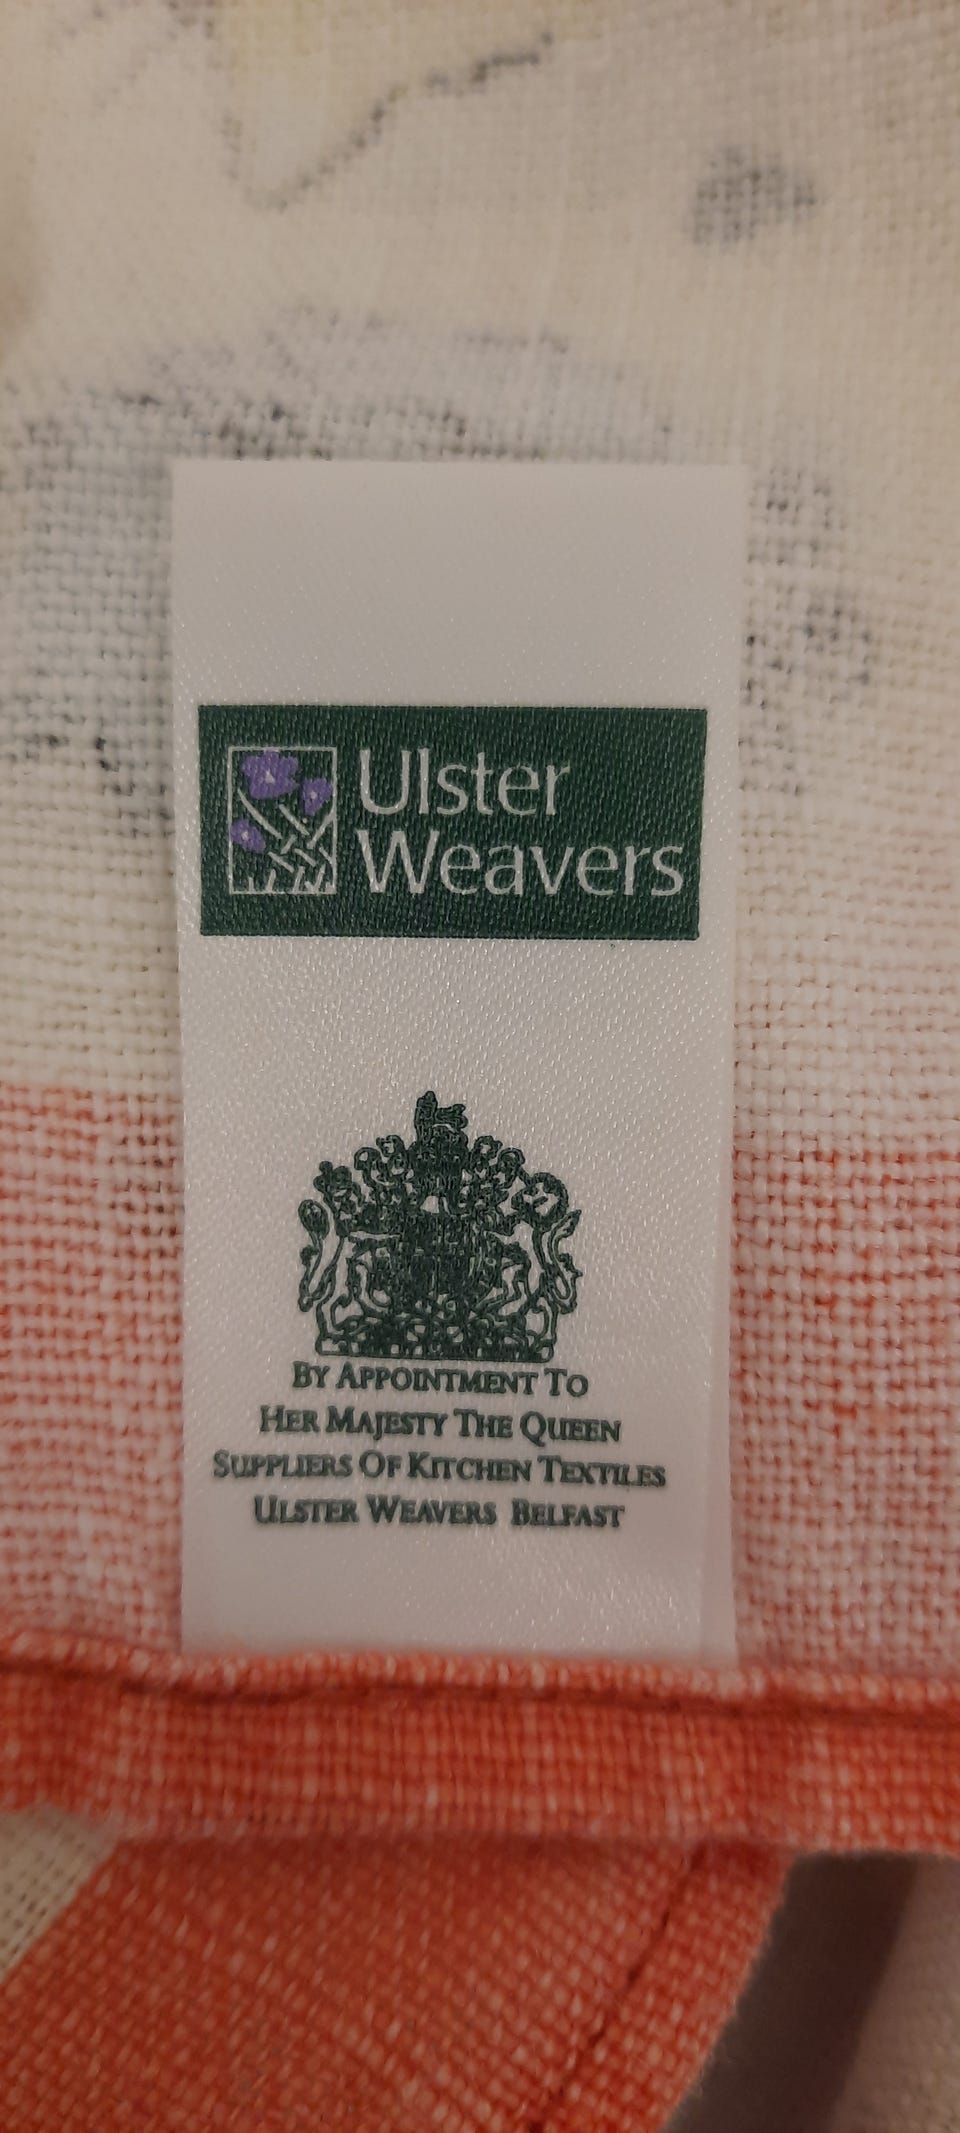 Ulster
Weavers
BY APPOINTMENT TO
HER MAJESTY THE QUEEN
SUPPLIERS OF KITCHEN TEXTILES
ULSTER WEAVERS BELFAST